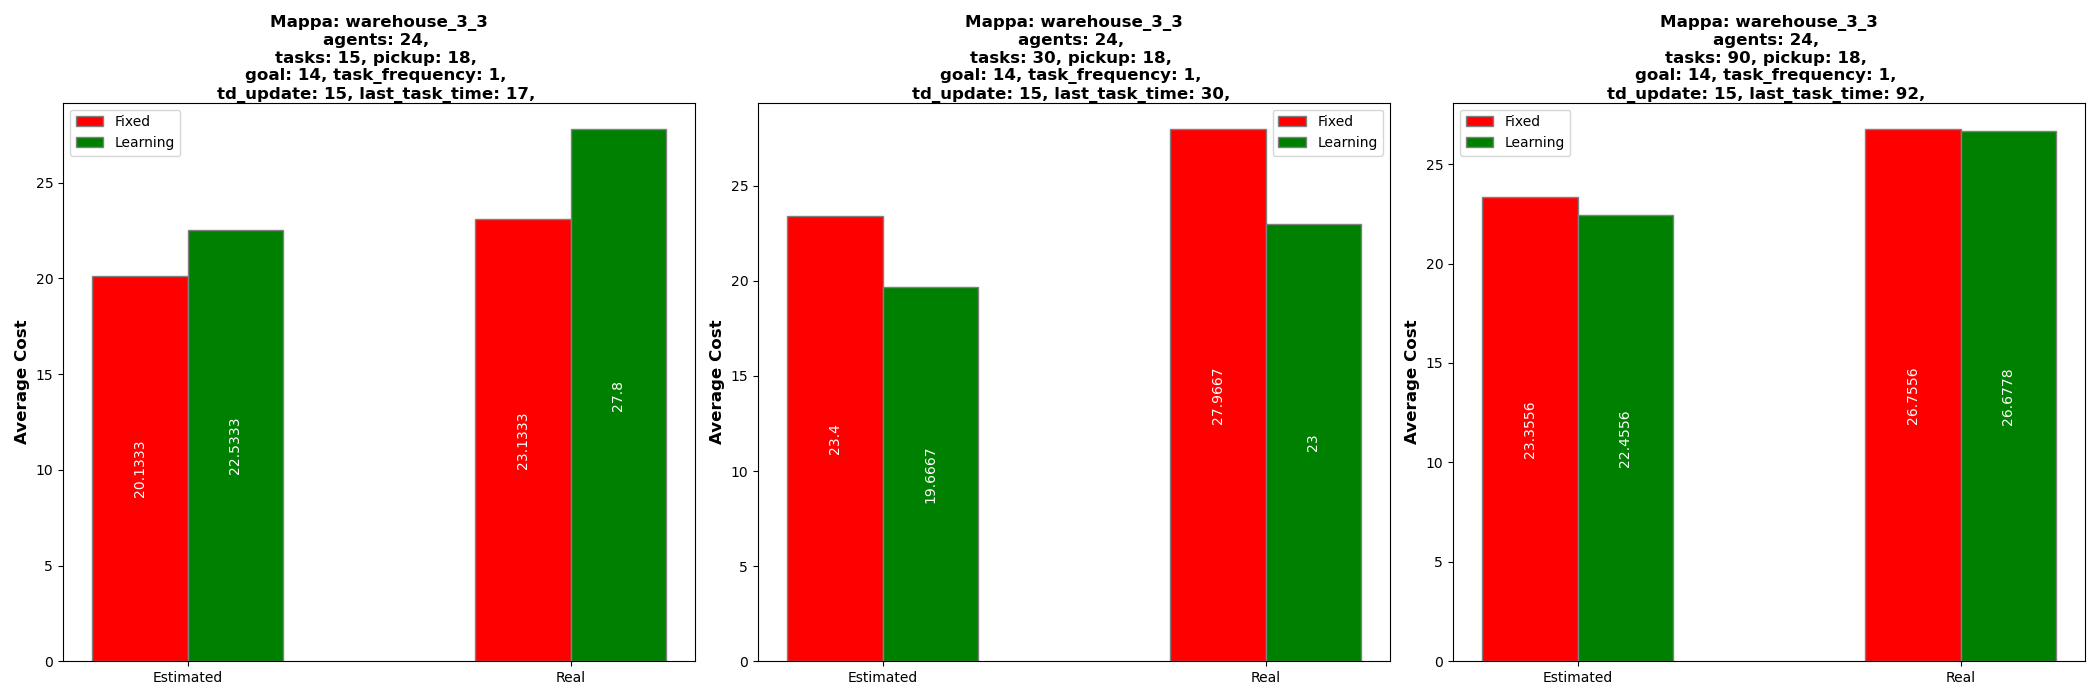 Mappa: warehouse_3_3
agents: 24,
tasks: 15, pickup: 18,
goal: 14, task_frequency: 1,
td_update: 15, last_task_time: 17,
Fixed
Learning
Average Cost
25
20
15
10
5
0
20.1333
22.5333
23.1333
27.8
Estimated
Real
Mappa: warehouse_3_3
agents: 24,
tasks: 30, pickup: 18,
goal: 14, task_frequency: 1,
td_update: 15, last_task_time: 30,
Fixed
Learning
Average Cost
25
20
15
10
5
0
23.4
19.6667
27.9667
23
Estimated
Real
Mappa: warehouse_3_3
agents: 24,
tasks: 90, pickup: 18,
goal: 14, task_frequency: 1,
td_update: 15, last_task_time: 92,
Fixed
Learning
Average Cost
25
20
15
10
5
0
23.3556
22.4556
26.7556
26.6778
Estimated
Real